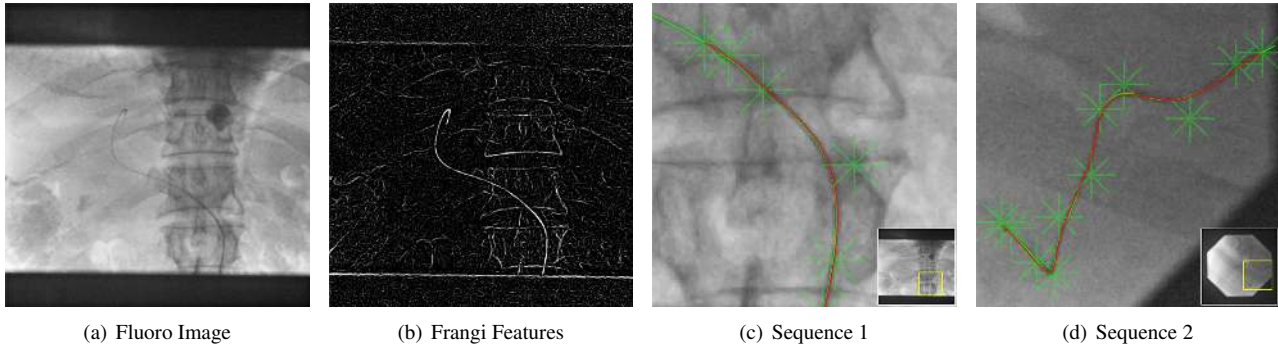 (a) Fluoro Image
(b) Frangi Features
(c) Sequence 1
(d) Sequence 2